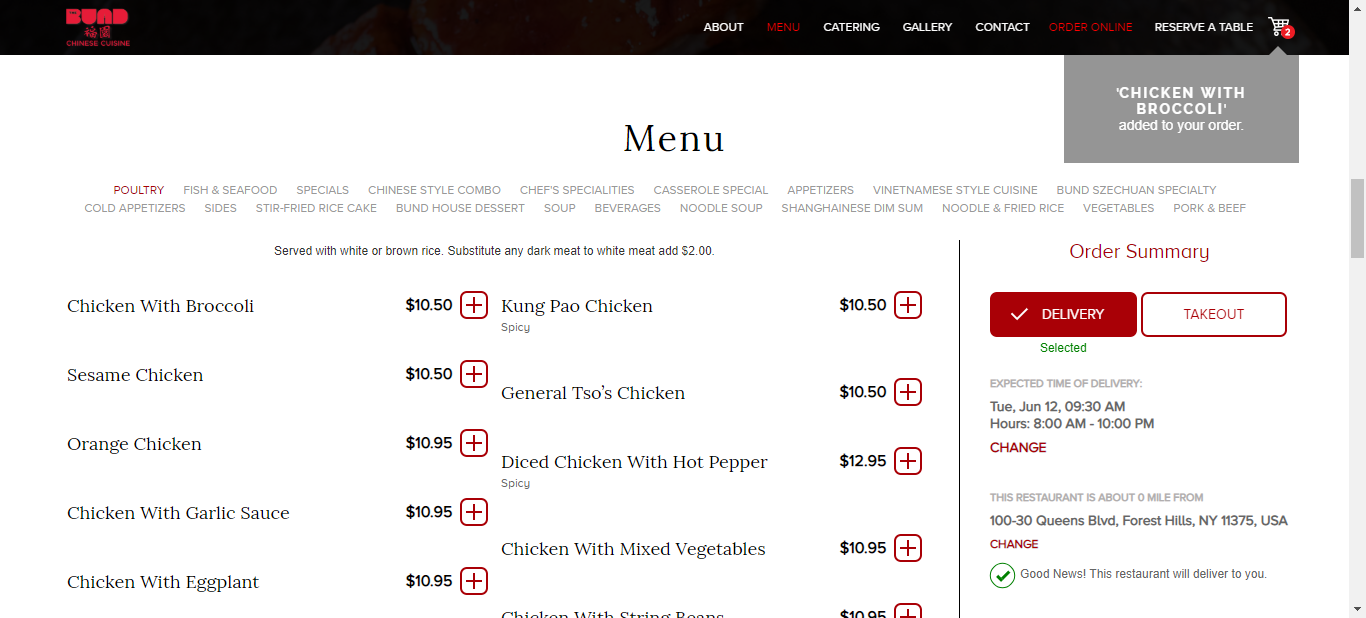 BUND
裕園
CHINESE CUISINE
ABOUT MENU CATERING GALLERY CONTACT ORDER ONLINE RESERVE A TABLE 2
'CHICKEN WITH
BROCCOLI'
added to your order.
Menu
POULTRY FISH & SEAFOOD SPECIALS CHINESE STYLE COMBO CHEF'S SPECIALITIES CASSEROLE SPECIAL APPETIZERS VINETNAMESE STYLE CUISINE BUND SZECHUAN SPECIALTY
COLD APPETIZERS SIDES STIR-FRIED RICE CAKE BUND HOUSE DESSERT SOUP BEVERAGES NOODLE SOUP SHANGHAINESE DIM SUM NOODLE & FRIED RICE VEGETABLES PORK & BEEF
Served with white or brown rice. Substitute any dark meat to white meat add $2.00.
Chicken With Broccoli $10.50
Sesame Chicken $10.50
Orange Chicken $10.95
Chicken With Garlic Sauce $10.95
Chicken With Eggplant $10.95
Kung Pao Chicken $10.50
Spicy
General Tso’s Chicken $10.50
Diced Chicken With Hot Pepper $12.95
Spicy
Chicken With Mixed Vegetables $10.95
Chicken With String Beans $10.95
Order Summary
DELIVERY TAKEOUT
Selected
EXPECTED TIME OF DELIVERY:
Tue, Jun 12, 09:30 AM
Hours: 8:00 AM - 10:00 PM
CHANGE
THIS RESTAURANT IS ABOUT 0 MILE FROM
100-30 Queens Blvd, Forest Hills, NY 11375, USA
CHANGE
Good News! This restaurant will deliver to you.